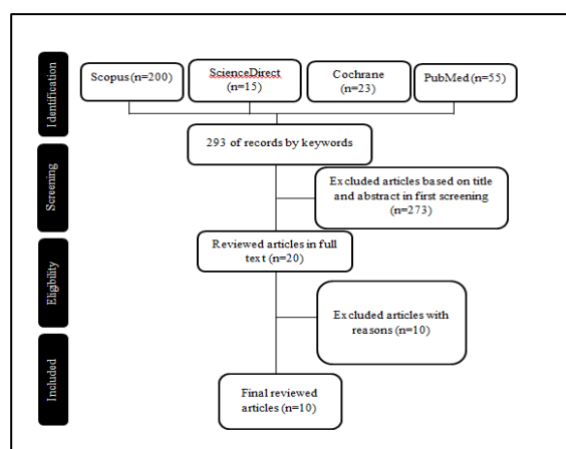 Identification
Scopus (n=200)
ScienceDirect
(n=15)
Cochrane
(n=23)
PubMed (n=55)
293 of records by keywords
Screening
Excluded articles based on title
and abstract in first screening
(n=273)
Reviewed articles in full
text (n=20)
Eligibility
Excluded articles with
reasons (n=10)
Included
Final reviewed
articles (n=10)